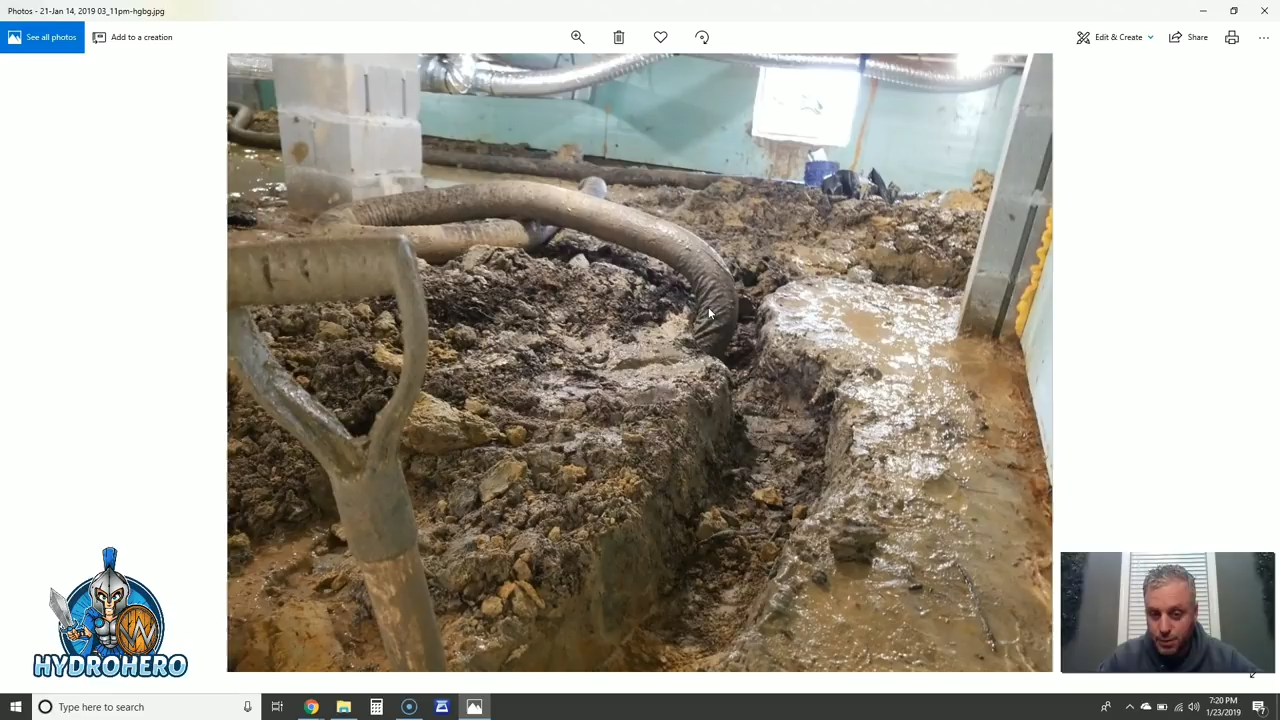 Photos - 21-Jan 14, 2019 03_11pm-hgbg.jpg
See all photos
Add to a creation
Edit & Create
Share
W
HYDROHERO
Type here to search
7:20 PM
1/23/2019
7